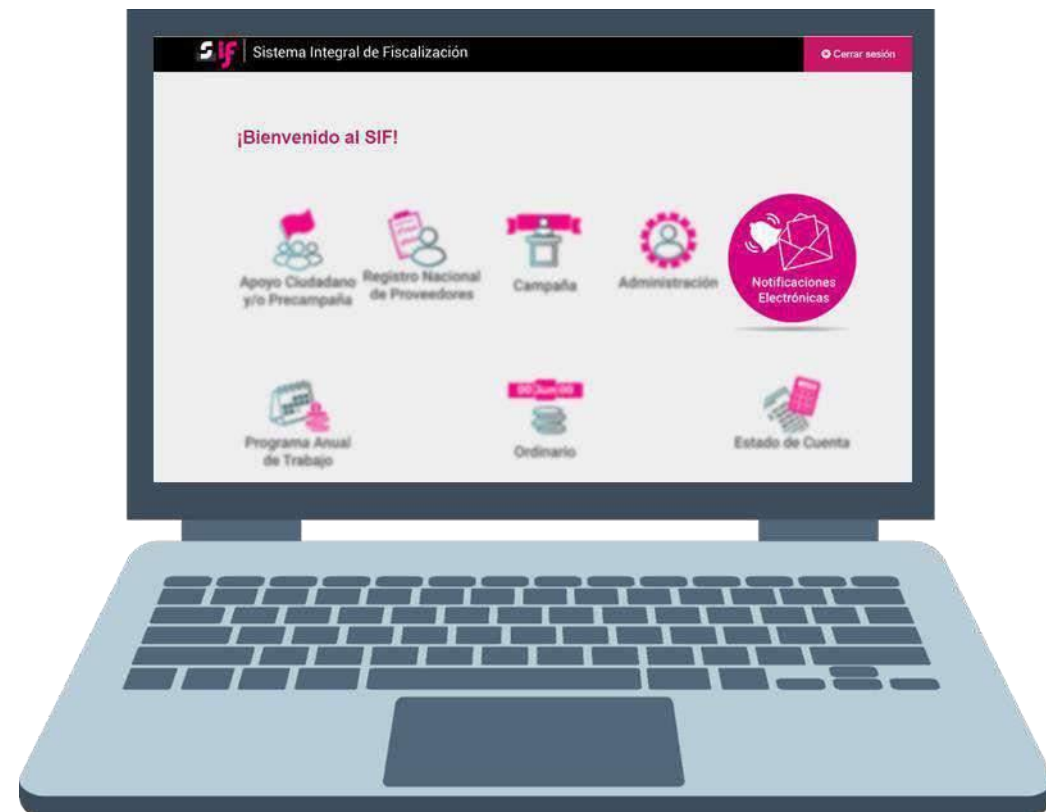 sif Sistema Integral de Fiscalización
Cerrar sesión
¡Bienvenido al SIF!
Apoyo Ciudadano
y/o Precampaña
Registro Nacional
de Proveedores
Campaña
Administración
Notificaciones
Electrónicas
Programa Anual
de Trabajo
Ordinario
Estado de Cuenta